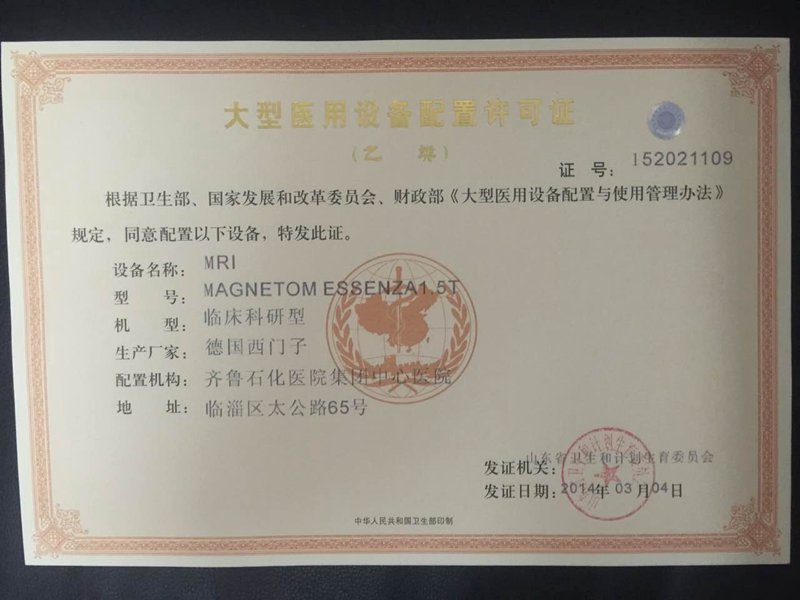 大型医用设备配置许可证
（乙类）
证 号：152021109
根据卫生部、国家发展和改革委员会、财政部《大型医用设备配置与使用管理办法》
规定，同意配置以下设备，特发此证。
设备名称：MRI
型 号：MAGNETOM ESSENZA1.5T
机 型：临床科研型
生产厂家：德国西门子
配置机构：齐鲁石化医院集团中心医院
地 址：临淄区太公路65号
发证机关：山东省卫生和计划生育委员会
发证日期：2014年 03月04日
中华人民共和国卫生部印制